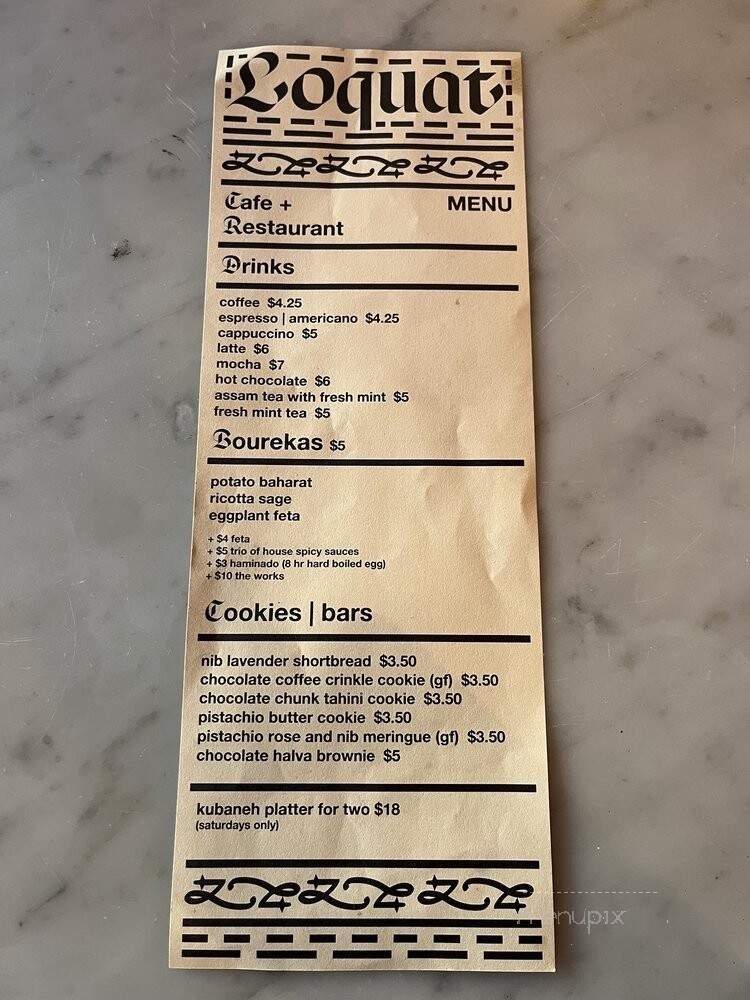 Loquat
Cafe + MENU
Restaurant
Drinks
coffee $4.25
espresso | americano $4.25
cappuccino $5
latte $6
mocha $7
hot chocolate $6
assam tea with fresh mint $5
fresh mint tea $5
Bourekas $5
potato baharat
ricotta sage
eggplant feta
+ $4 feta
+ $5 trio of house spicy sauces
+ $3 haminado (8 hr hard boiled egg)
+ $10 the works
Cookies | bars
nib lavender shortbread $3.50
chocolate coffee crinkle cookie (gf) $3.50
chocolate chunk tahini cookie $3.50
pistachio butter cookie $3.50
pistachio rose and nib meringue (gf) $3.50
chocolate halva brownie $5
kubaneh platter for two $18
(saturdays only)
menupix